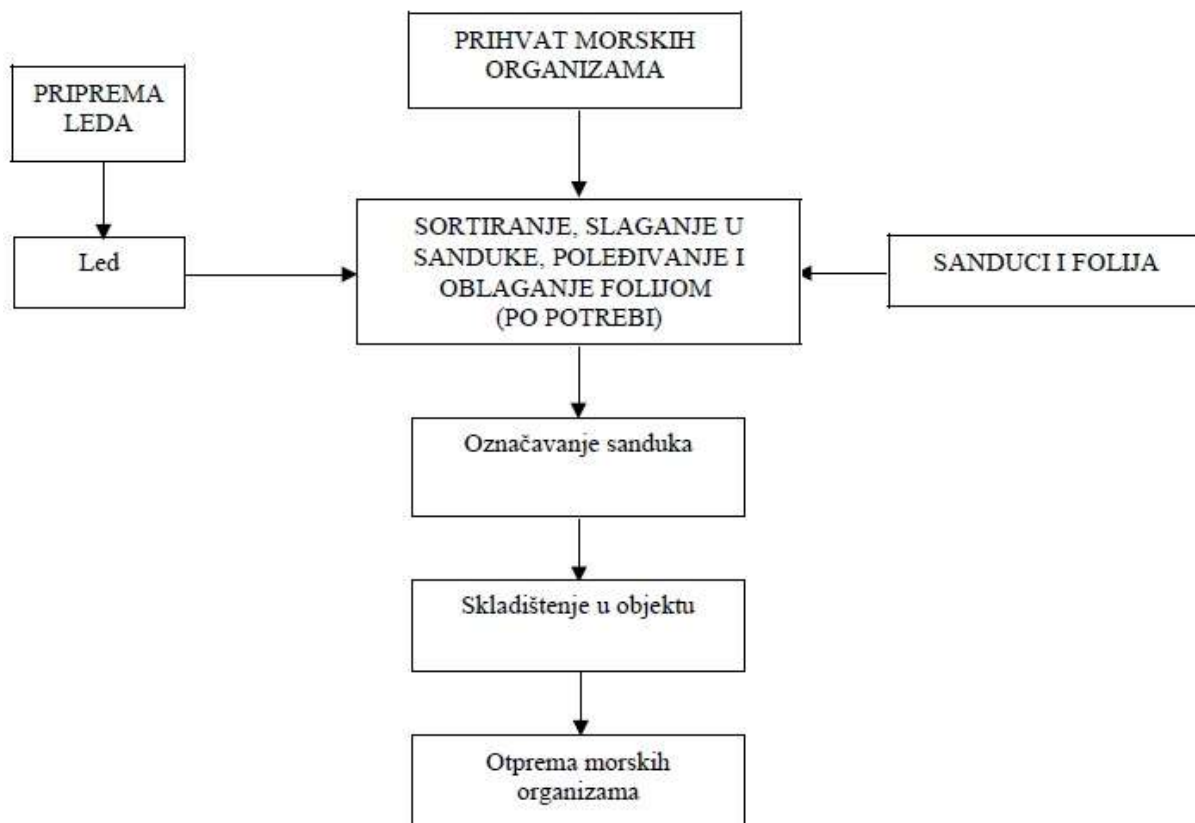 PRIHVAT MORSKIH
ORGANIZAMA
PRIPREMA
LEDA
Led
SORTIRANJE, SLAGANJE U
SANDUKE, POLEĐIVANJE I
OBLAGANJE FOLIJOM
(PO POTREBI)
SANDUCI I FOLIJA
Označavanje sanduka
Skladištenje u objektu
Otprema morskih
organizama